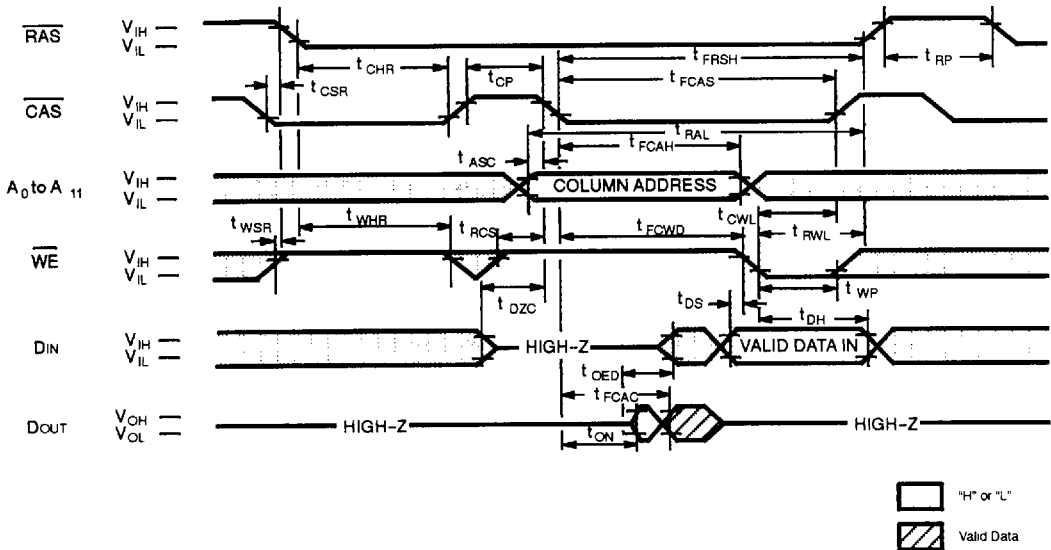 RAS
VIH
VIL
tCHR
tCP
tFRSH
tRP
tFCAS
tCSR
CAS
VIH
VIL
tRAL
tFCAH
tASC
A0 to A11
VIH
VIL
COLUMN ADDRESS
tWSR
tWHR
tRCS
tFCWD
tCWL
tRWL
WE
VIH
VIL
tDZC
tDS
tWP
tDH
DIN
VIH
VIL
HIGH-Z
VALID DATA IN
tOED
tFCAC
DOUT
VOH
VOL
HIGH-Z
tON
HIGH-Z
"H" or "L"
Valid Data